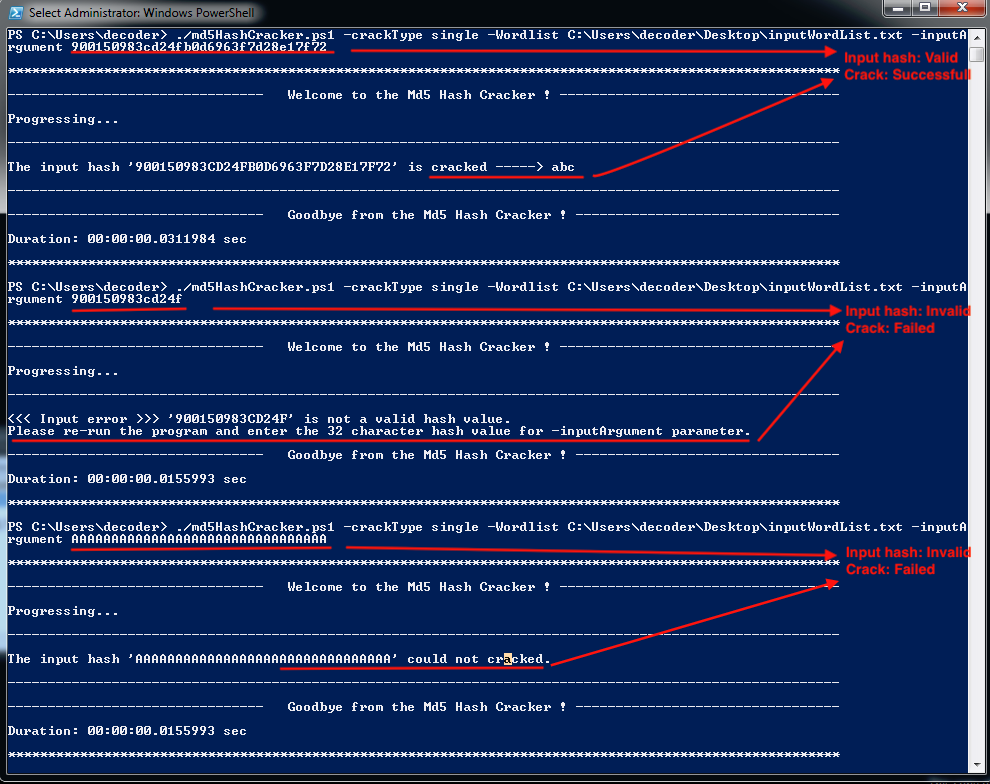 Select Administrator: Windows PowerShell
PS C:\Users\decoder> ./md5HashCracker.ps1 -crackType single -Wordlist C:\Users\decoder\Desktop\inputWordList.txt -inputA
rgument 900150983cd24fb0d6963f7d28e17f72
Input hash: Valid
Crack: Successfull
********************************************************************************************************
-------------------------------- Welcome to the Md5 Hash Cracker ! -----------------------------------
Progressing...
--------------------------------------------------------------------------------------------------------
The input hash '900150983CD24FB0D6963F7D28E17F72' is cracked -----> abc
--------------------------------------------------------------------------------------------------------
-------------------------------- Goodbye from the Md5 Hash Cracker ! ---------------------------------
Duration: 00:00:00.0311984 sec
********************************************************************************************************
PS C:\Users\decoder> ./md5HashCracker.ps1 -crackType single -Wordlist C:\Users\decoder\Desktop\inputWordList.txt -inputA
rgument 900150983cd24f
Input hash: Invalid
Crack: Failed
********************************************************************************************************
-------------------------------- Welcome to the Md5 Hash Cracker ! -----------------------------------
Progressing...
--------------------------------------------------------------------------------------------------------
<<< Input error >>> '900150983CD24F' is not a valid hash value.
Please re-run the program and enter the 32 character hash value for -inputArgument parameter.
-------------------------------- Goodbye from the Md5 Hash Cracker ! ---------------------------------
Duration: 00:00:00.0155993 sec
********************************************************************************************************
PS C:\Users\decoder> ./md5HashCracker.ps1 -crackType single -Wordlist C:\Users\decoder\Desktop\inputWordList.txt -inputA
rgument AAAAAAAAAAAAAAAAAAAAAAAAAAAAAAAA
Input hash: Invalid
Crack: Failed
********************************************************************************************************
-------------------------------- Welcome to the Md5 Hash Cracker ! -----------------------------------
Progressing...
--------------------------------------------------------------------------------------------------------
The input hash 'AAAAAAAAAAAAAAAAAAAAAAAAAAAAAAAA' could not cracked.
--------------------------------------------------------------------------------------------------------
-------------------------------- Goodbye from the Md5 Hash Cracker ! ---------------------------------
Duration: 00:00:00.0155993 sec
********************************************************************************************************